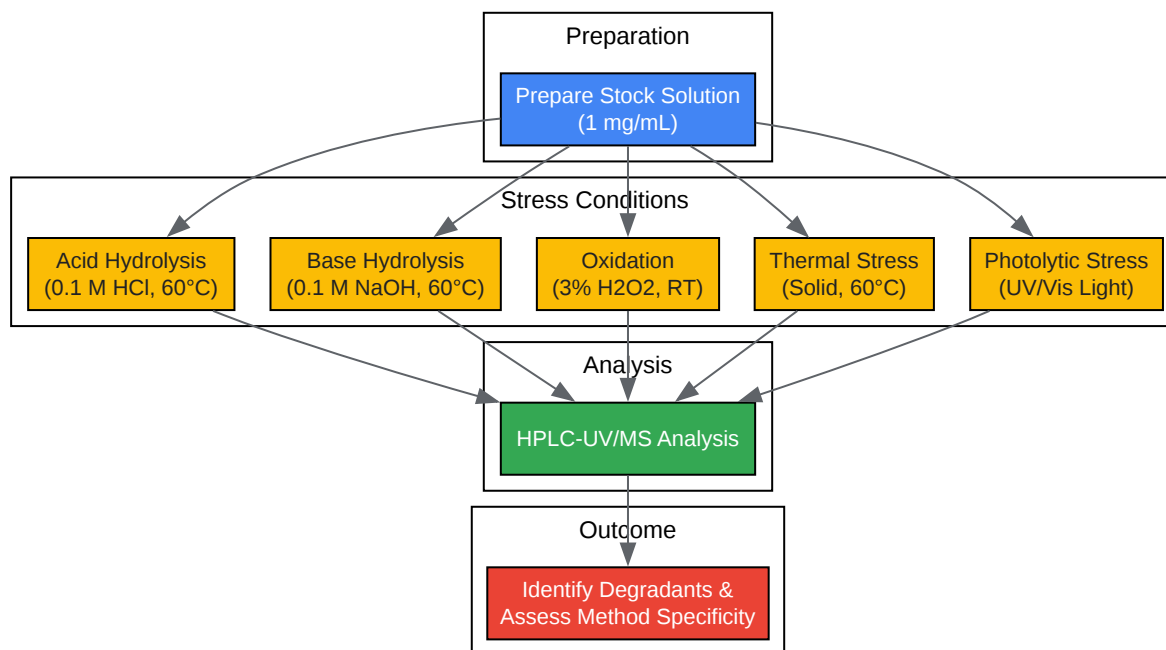 Preparation
Prepare Stock Solution
(1 mg/mL)
Stress Conditions
Acid Hydrolysis
(0.1 M HCl, 60°C)
Base Hydrolysis
(0.1 M NaOH, 60°C)
Oxidation
(3% H2O2, RT)
Thermal Stress
(Solid, 60°C)
Photolytic Stress
(UV/Vis Light)
Analysis
HPLC-UV/MS Analysis
Outcome
Identify Degradants &
Assess Method Specificity